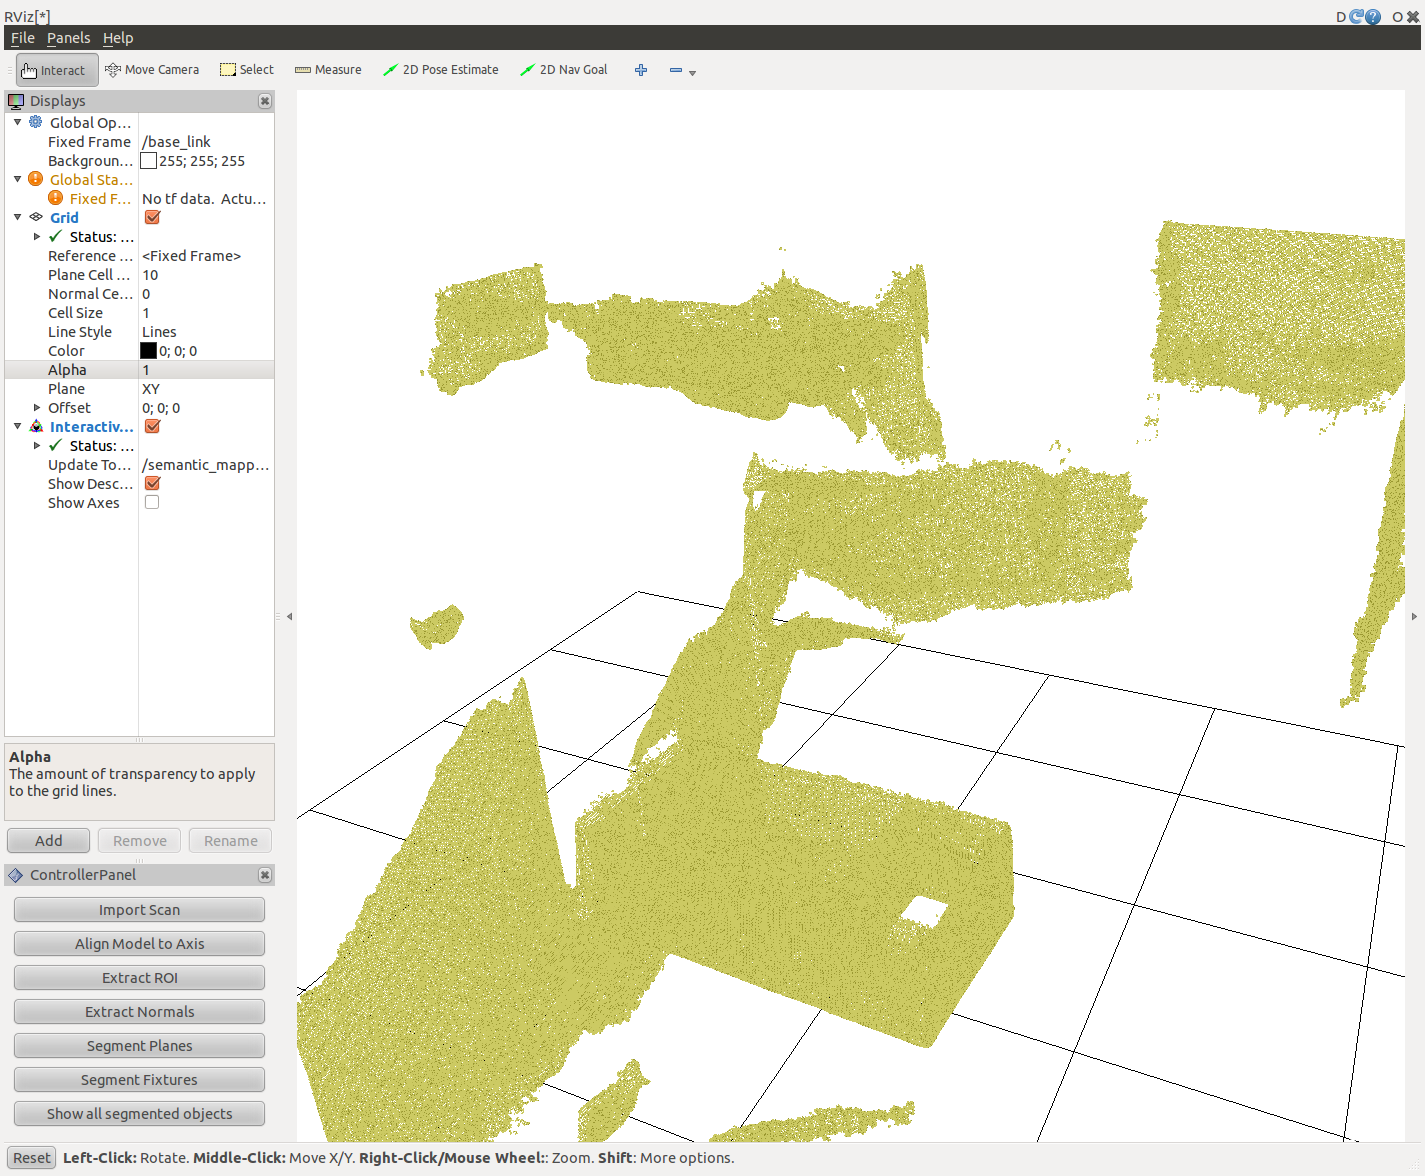 RViz[*]
D O
File Panels Help
Interact Move Camera Select Measure 2D Pose Estimate 2D Nav Goal
Displays
Global Op...
Fixed Frame /base_link
Backgroun... 255; 255; 255
Global Sta...
Fixed F... No tf data. Actu...
Grid
Status: ...
Reference ... <Fixed Frame>
Plane Cell ... 10
Normal Ce... 0
Cell Size 1
Line Style Lines
Color 0; 0; 0
Alpha 1
Plane XY
Offset 0; 0; 0
Interactiv...
Status: ...
Update To... /semantic_mapp...
Show Desc...
Show Axes
Alpha
The amount of transparency to apply
to the grid lines.
Add Remove Rename
ControllerPanel
Import Scan
Align Model to Axis
Extract ROI
Extract Normals
Segment Planes
Segment Fixtures
Show all segmented objects
Reset Left-Click: Rotate. Middle-Click: Move X/Y. Right-Click/Mouse Wheel:: Zoom. Shift: More options.